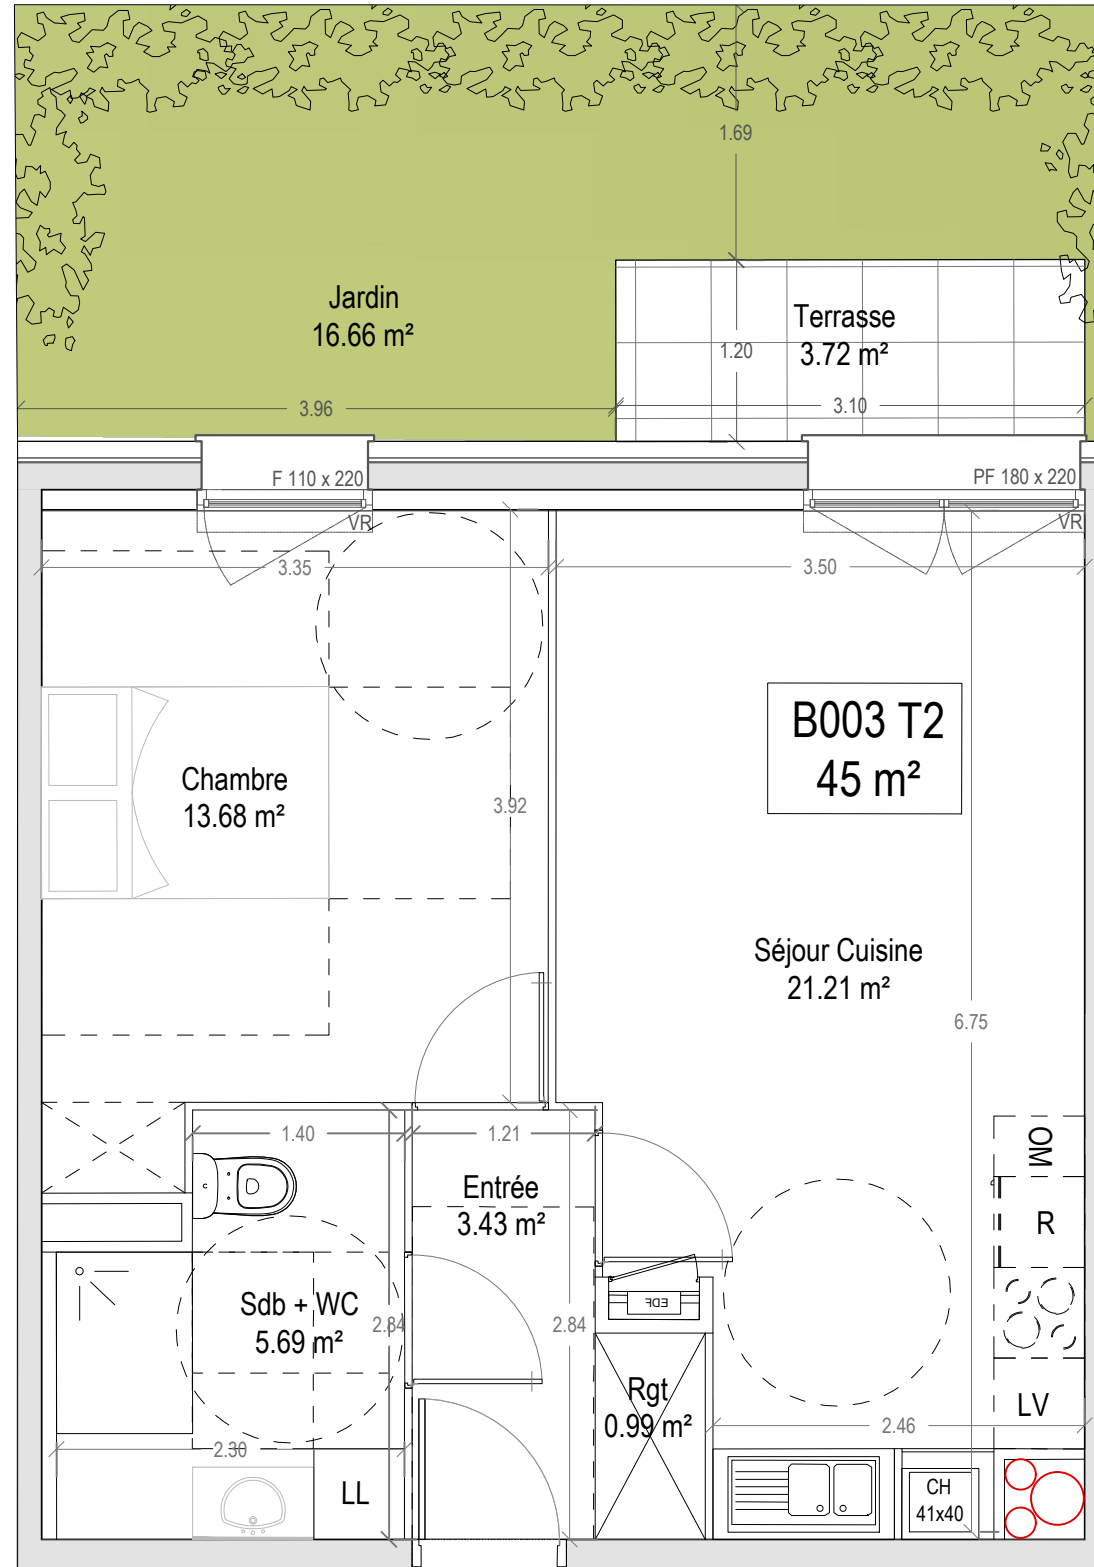 1.69
Jardin
16.66 m²
Terrasse
3.72 m²
1.20
3.96
3.10
F 110 x 220
VR
PF 180 x 220
VR
3.35
3.50
B003 T2
45 m²
Chambre
13.68 m²
3.92
Séjour Cuisine
21.21 m²
6.75
1.40
1.21
OM
Entrée
3.43 m²
R
Sdb + WC
5.69 m²
2.84
2.84
EDF
Rgt
0.99 m²
LV
2.46
2.30
LL
CH
41x40